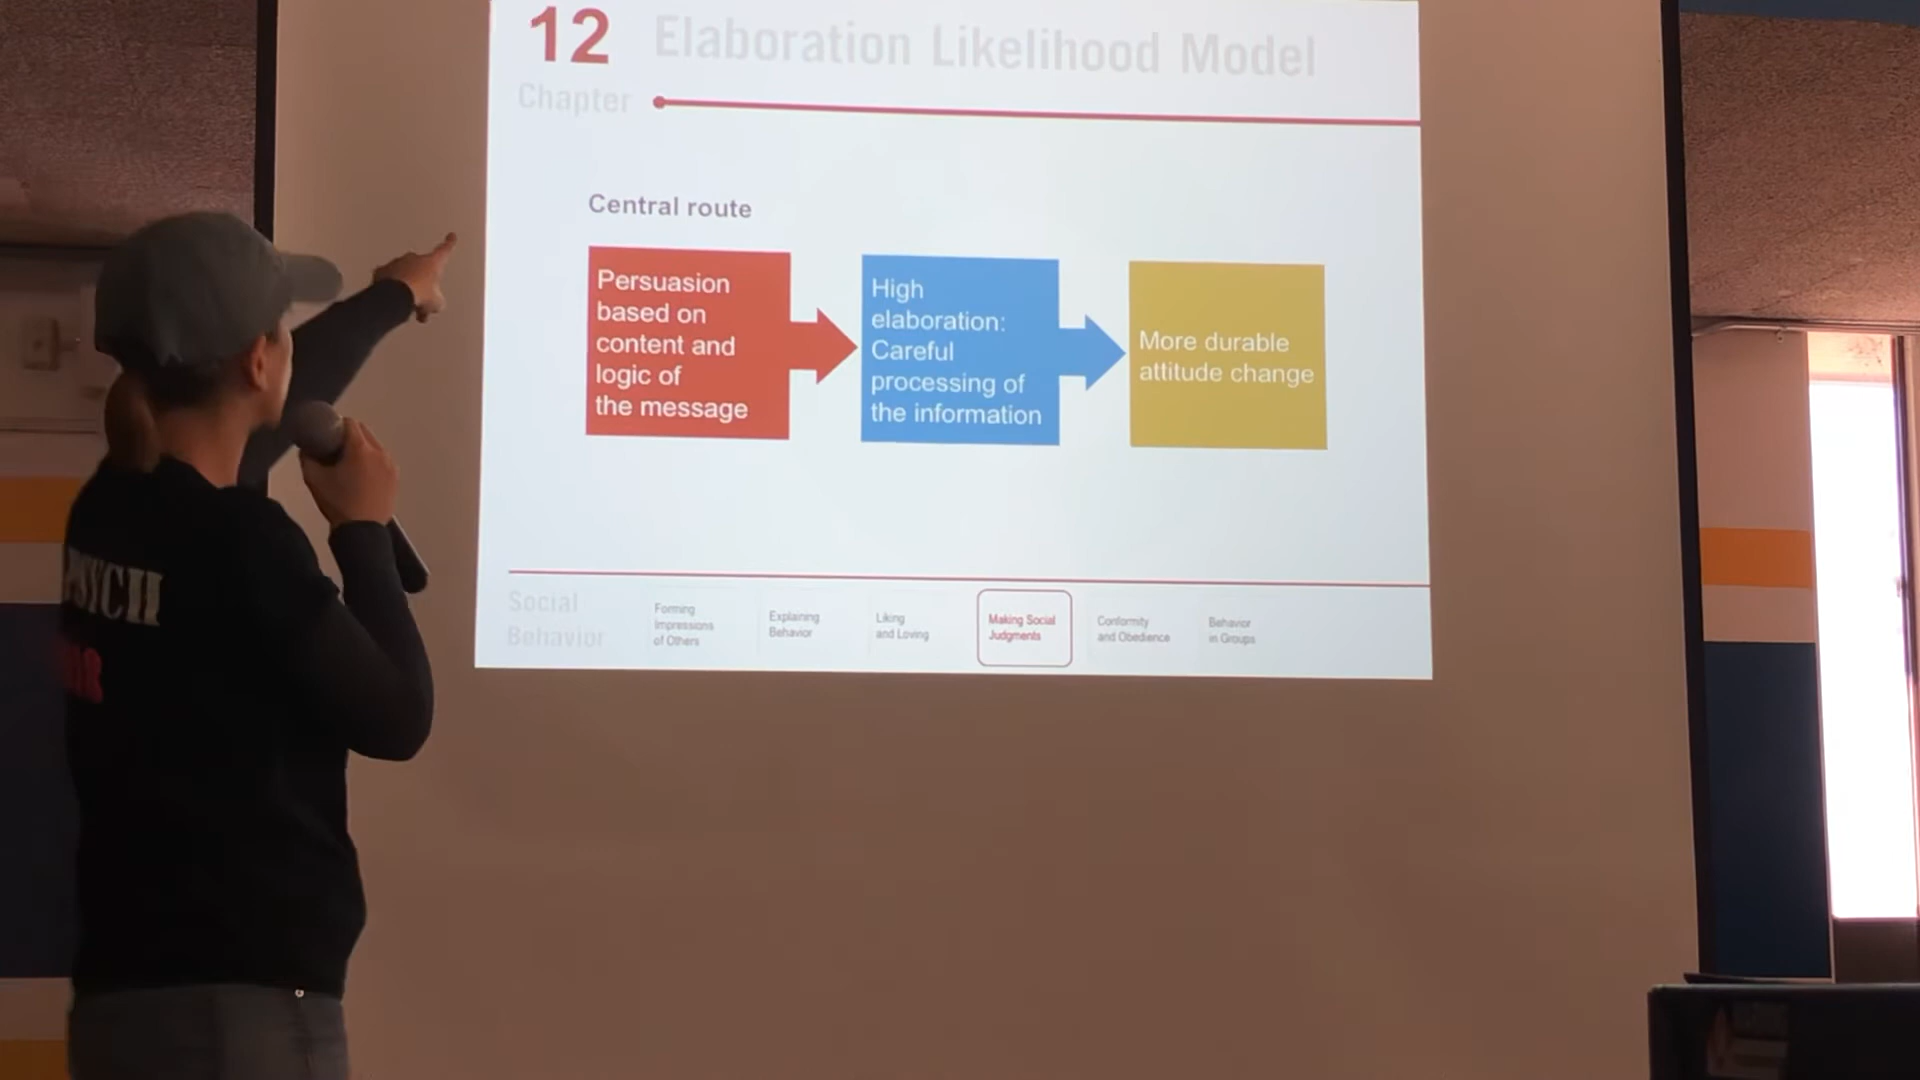 12 Elaboration Likelihood Model
Chapter
Central route
Persuasion
based on
content and
logic of
the message
High
elaboration:
Careful
processing of
the information
More durable
attitude change
Social
Behavior
Forming
Impressions
of Others
Explaining
Behavior
Liking
and Loving
Making Social
Judgments
Conformity
and Obedience
Behavior
in Groups
PSYCH